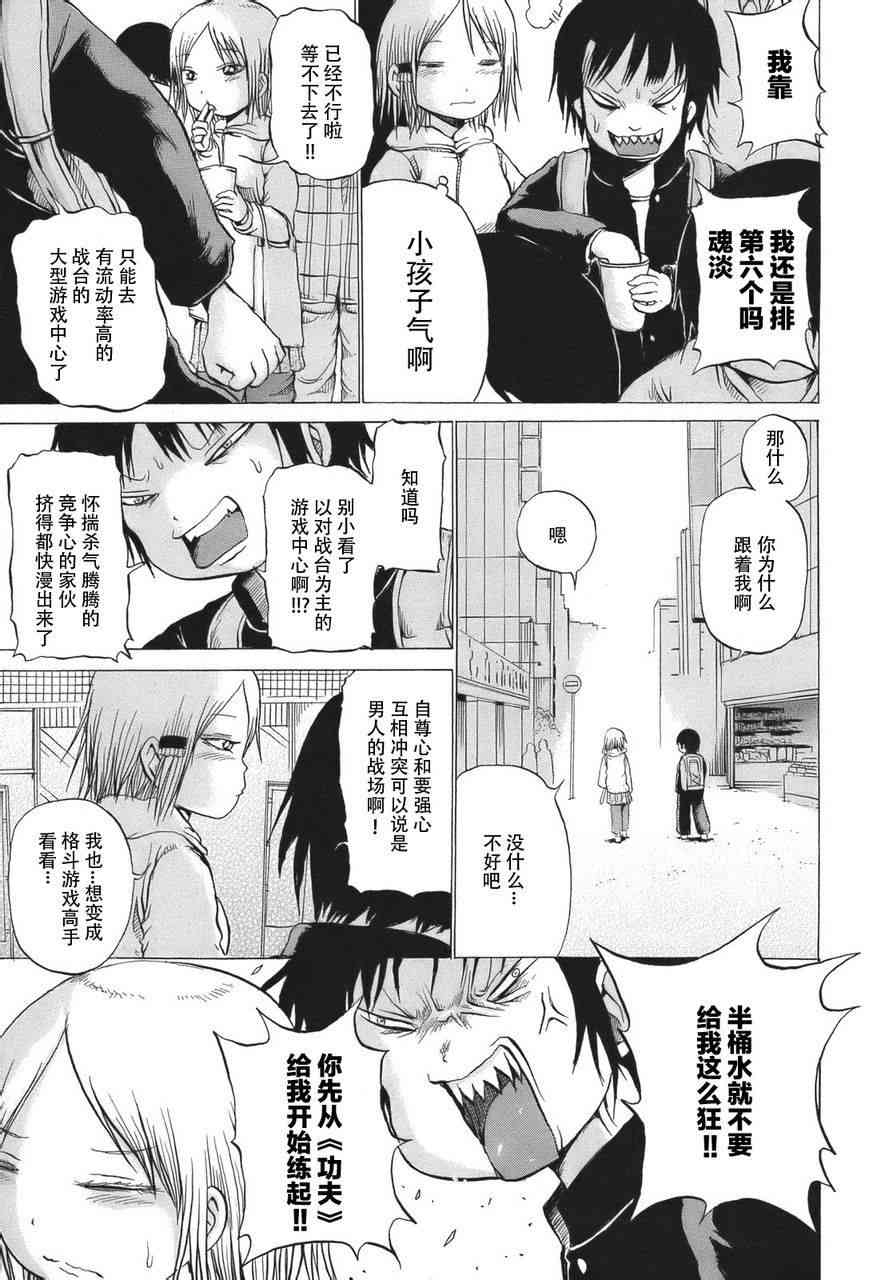 我靠
我还是排
第六个吗
魂淡
小孩子气啊
已经不行啦
等不下去了!!
只能去
有流动率高的
战台的
大型游戏中心了
那什么
你为什么
跟着我啊
嗯
没什么…
不好吧
知道吗
别小看了
以对战台为主的
游戏中心啊!!?
怀揣杀气腾腾的
竞争心的家伙
挤得都快漫出来了
自尊心和要强心
互相冲突可以说是
男人的战场啊！
我也…想变成
格斗游戏高手
看看…
半桶水就不要
给我这么狂!!
你先从《功夫》
给我开始练起!!